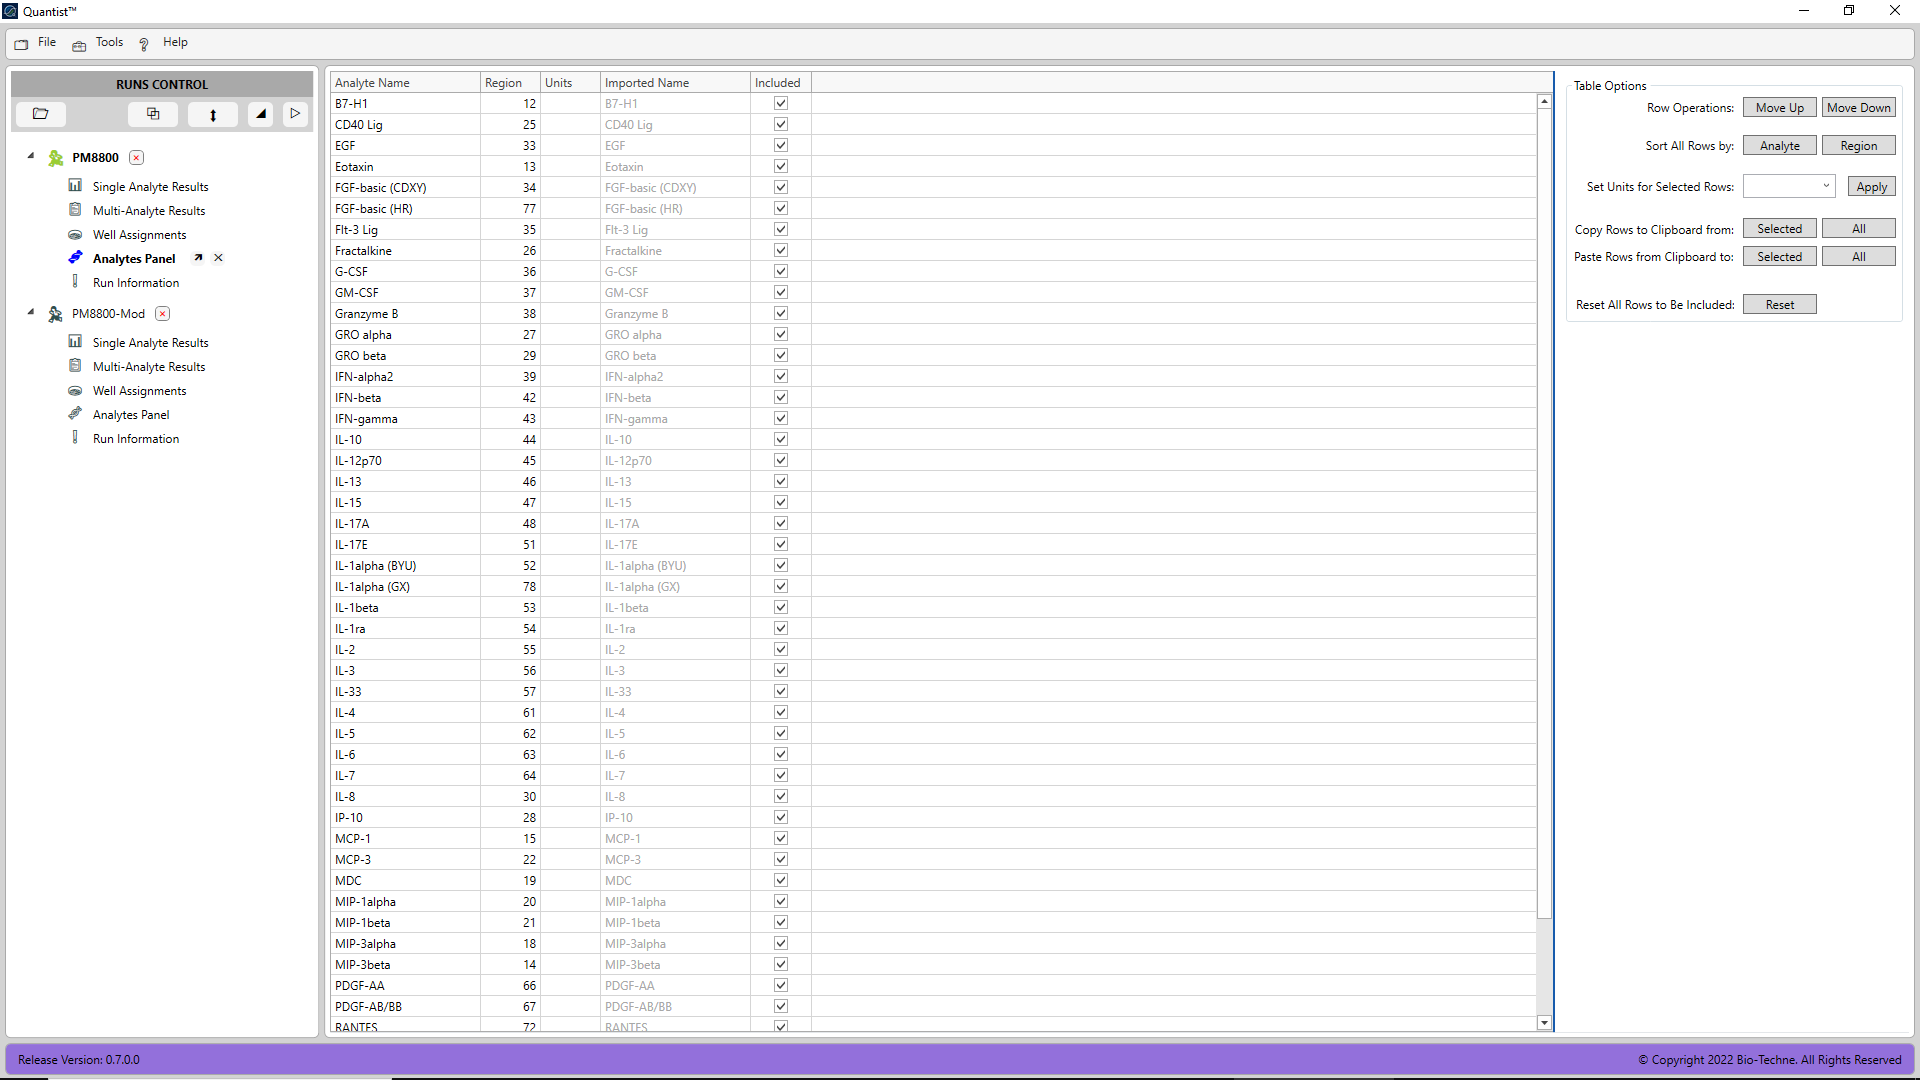 Quantist™
File Tools Help
RUNS CONTROL
PM8800
Single Analyte Results
Multi-Analyte Results
Well Assignments
Analytes Panel
Run Information
PM8800-Mod
Single Analyte Results
Multi-Analyte Results
Well Assignments
Analytes Panel
Run Information
Analyte Name Region Units Imported Name Included
B7-H1 12 B7-H1
CD40 Lig 25 CD40 Lig
EGF 33 EGF
Eotaxin 13 Eotaxin
FGF-basic (CDXY) 34 FGF-basic (CDXY)
FGF-basic (HR) 77 FGF-basic (HR)
Flt-3 Lig 35 Flt-3 Lig
Fractalkine 26 Fractalkine
G-CSF 36 G-CSF
GM-CSF 37 GM-CSF
Granzyme B 38 Granzyme B
GRO alpha 27 GRO alpha
GRO beta 29 GRO beta
IFN-alpha2 39 IFN-alpha2
IFN-beta 42 IFN-beta
IFN-gamma 43 IFN-gamma
IL-10 44 IL-10
IL-12p70 45 IL-12p70
IL-13 46 IL-13
IL-15 47 IL-15
IL-17A 48 IL-17A
IL-17E 51 IL-17E
IL-1alpha (BYU) 52 IL-1alpha (BYU)
IL-1alpha (GX) 78 IL-1alpha (GX)
IL-1beta 53 IL-1beta
IL-1ra 54 IL-1ra
IL-2 55 IL-2
IL-3 56 IL-3
IL-33 57 IL-33
IL-4 61 IL-4
IL-5 62 IL-5
IL-6 63 IL-6
IL-7 64 IL-7
IL-8 30 IL-8
IP-10 28 IP-10
MCP-1 15 MCP-1
MCP-3 22 MCP-3
MDC 19 MDC
MIP-1alpha 20 MIP-1alpha
MIP-1beta 21 MIP-1beta
MIP-3alpha 18 MIP-3alpha
MIP-3beta 14 MIP-3beta
PDGF-AA 66 PDGF-AA
PDGF-AB/BB 67 PDGF-AB/BB
RANTES 72 RANTES
Table Options
Row Operations: Move Up Move Down
Sort All Rows by: Analyte Region
Set Units for Selected Rows: Apply
Copy Rows to Clipboard from: Selected All
Paste Rows from Clipboard to: Selected All
Reset All Rows to Be Included: Reset
Release Version: 0.7.0.0
© Copyright 2022 Bio-Techne. All Rights Reserved